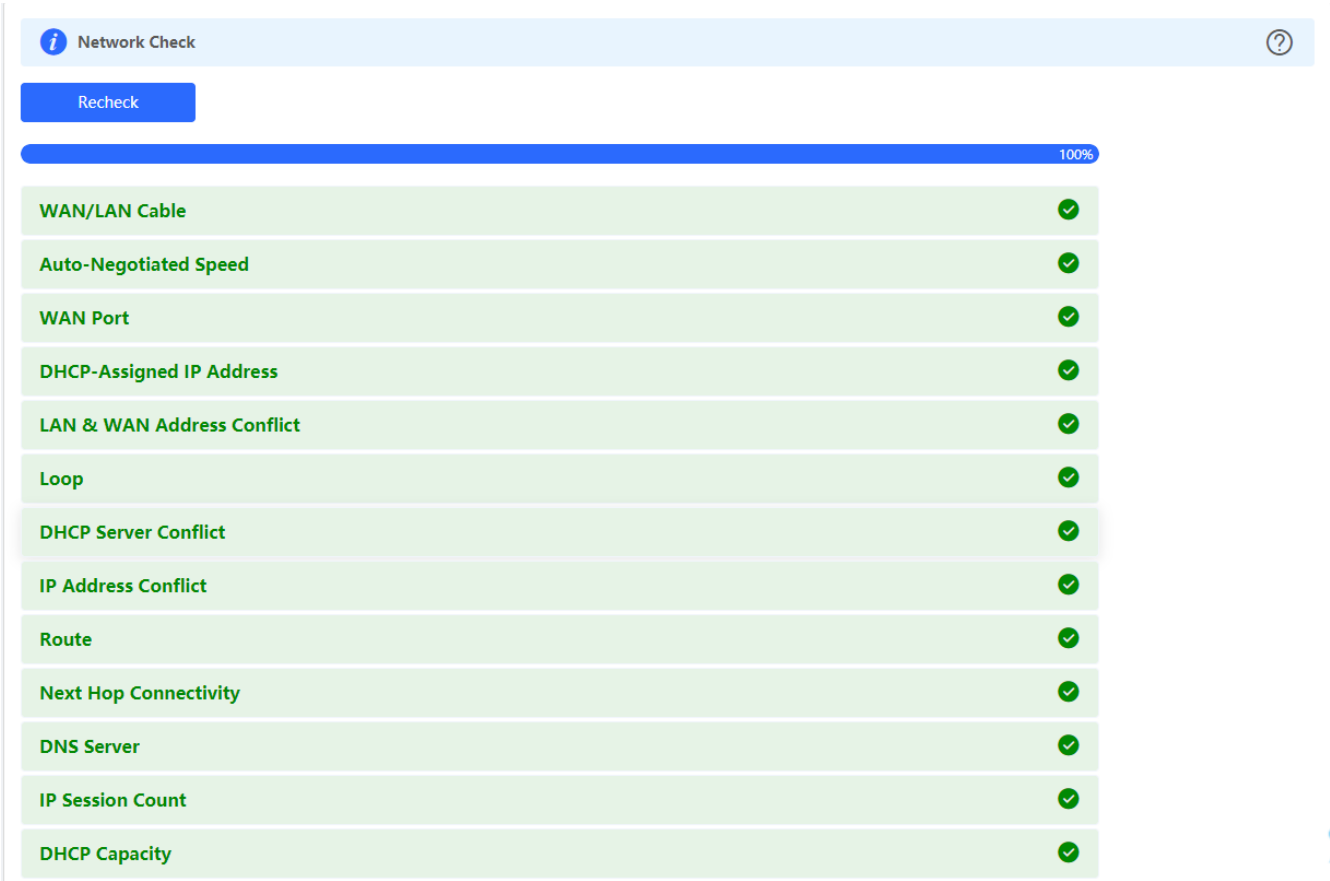 Network Check
Recheck
100%
WAN/LAN Cable
Auto-Negotiated Speed
WAN Port
DHCP-Assigned IP Address
LAN & WAN Address Conflict
Loop
DHCP Server Conflict
IP Address Conflict
Route
Next Hop Connectivity
DNS Server
IP Session Count
DHCP Capacity